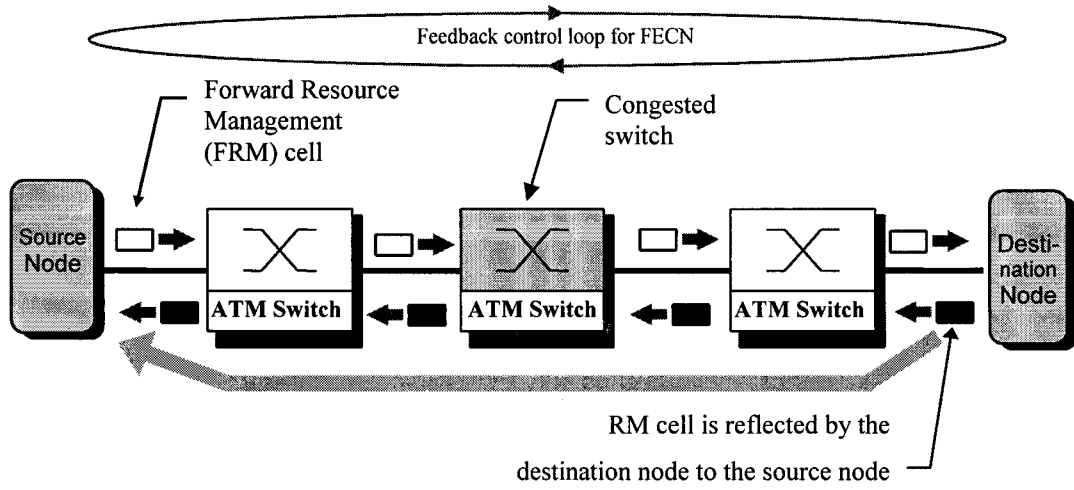 Feedback control loop for FECN
Forward Resource
Management
(FRM) cell
Congested
switch
Source
Node
ATM Switch
ATM Switch
ATM Switch
Desti-
nation
Node
RM cell is reflected by the
destination node to the source node